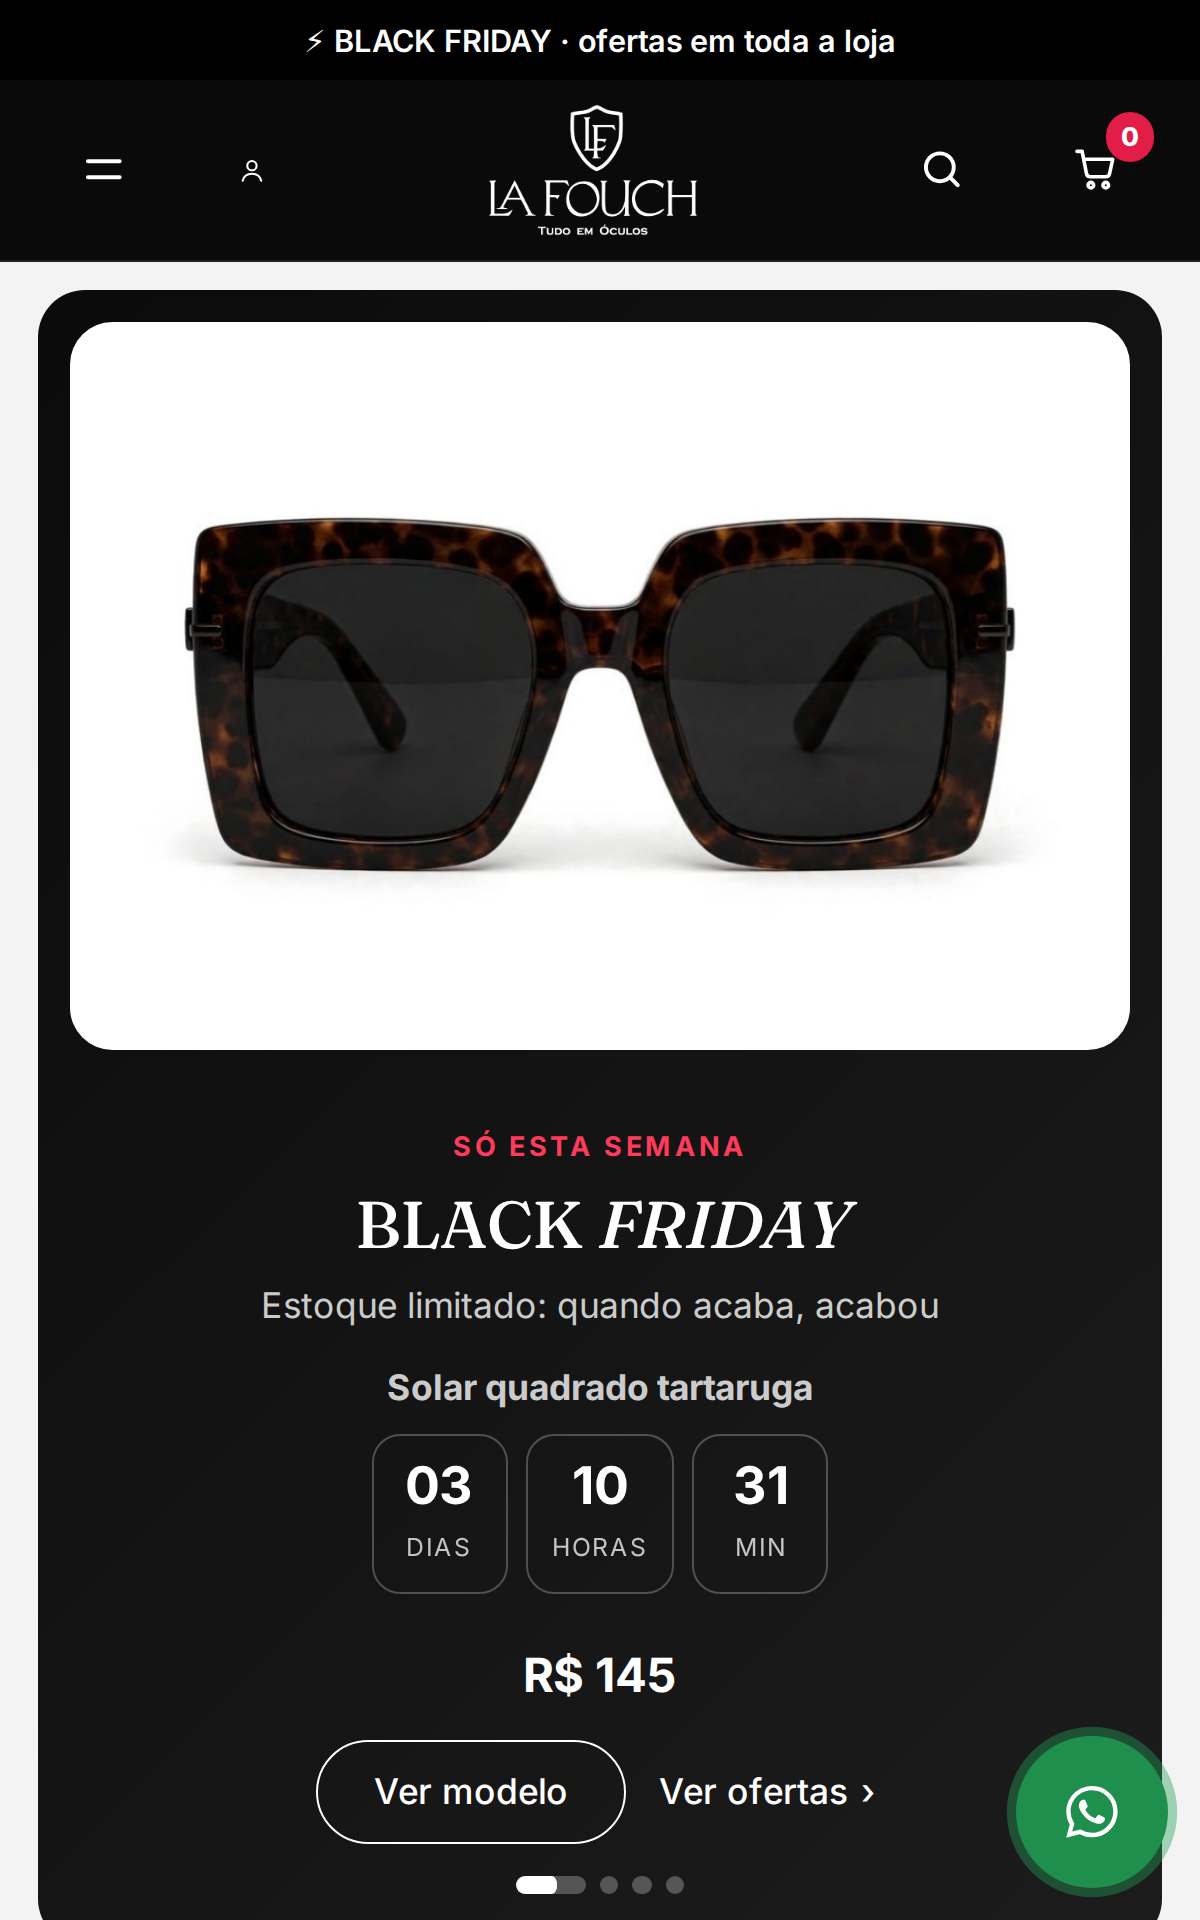 ⚡ BLACK FRIDAY · ofertas em toda a loja
0
LF
LA FOUCH
TUDO EM ÓCULOS
SÓ ESTA SEMANA
BLACK FRIDAY
Estoque limitado: quando acaba, acabou
Solar quadrado tartaruga
03 10 31
DIAS HORAS MIN
R$ 145
Ver modelo Ver ofertas ›